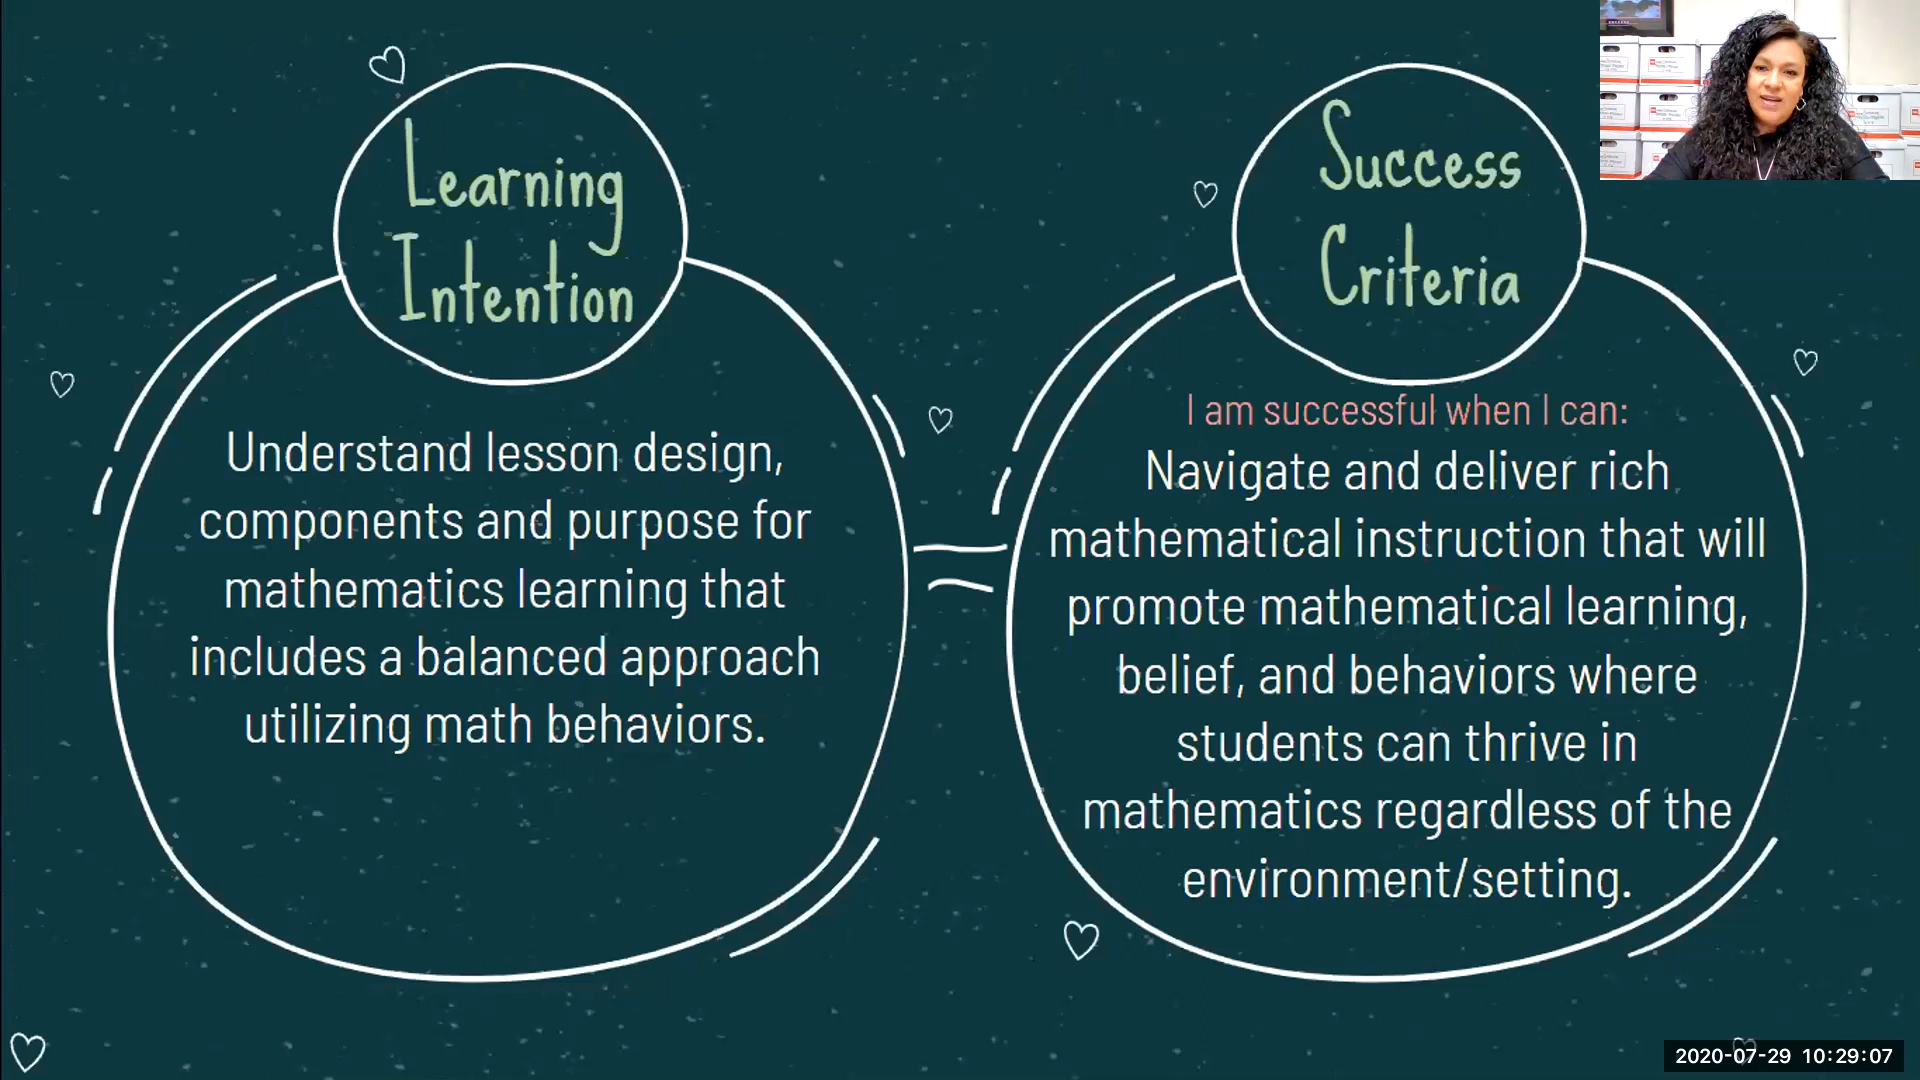 Learning
Intention
Understand lesson design,
components and purpose for
mathematics learning that
includes a balanced approach
utilizing math behaviors.
Success
Criteria
I am successful when I can:
Navigate and deliver rich
mathematical instruction that will
promote mathematical learning,
belief, and behaviors where
students can thrive in
mathematics regardless of the
environment/setting.
2020-07-29 10:29:07